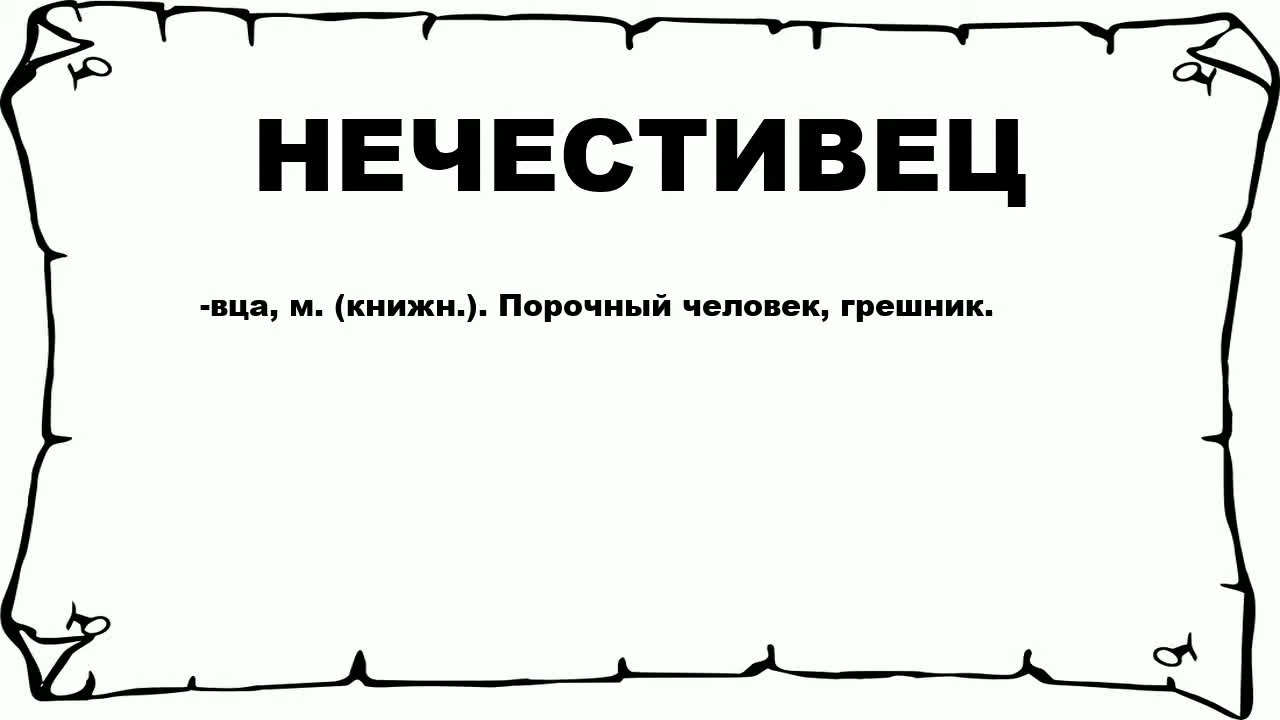 НЕЧЕСТИВЕЦ
-вца, м. (книжн.). Порочный человек, грешник.